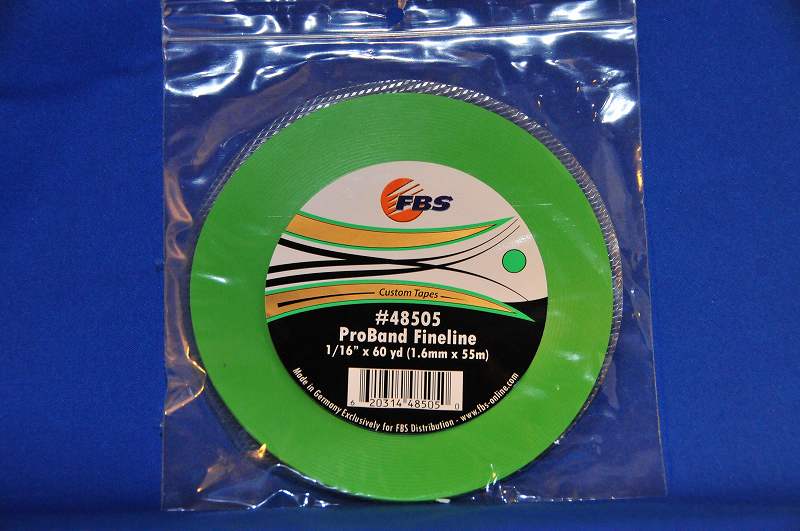 FBS
Custom Tapes
#48505
ProBand Fineline
1/16" x 60 yd (1.6mm x 55m)
6 20314 48505 0
Made in Germany Exclusively for FBS Distribution - www.fbs-online.com